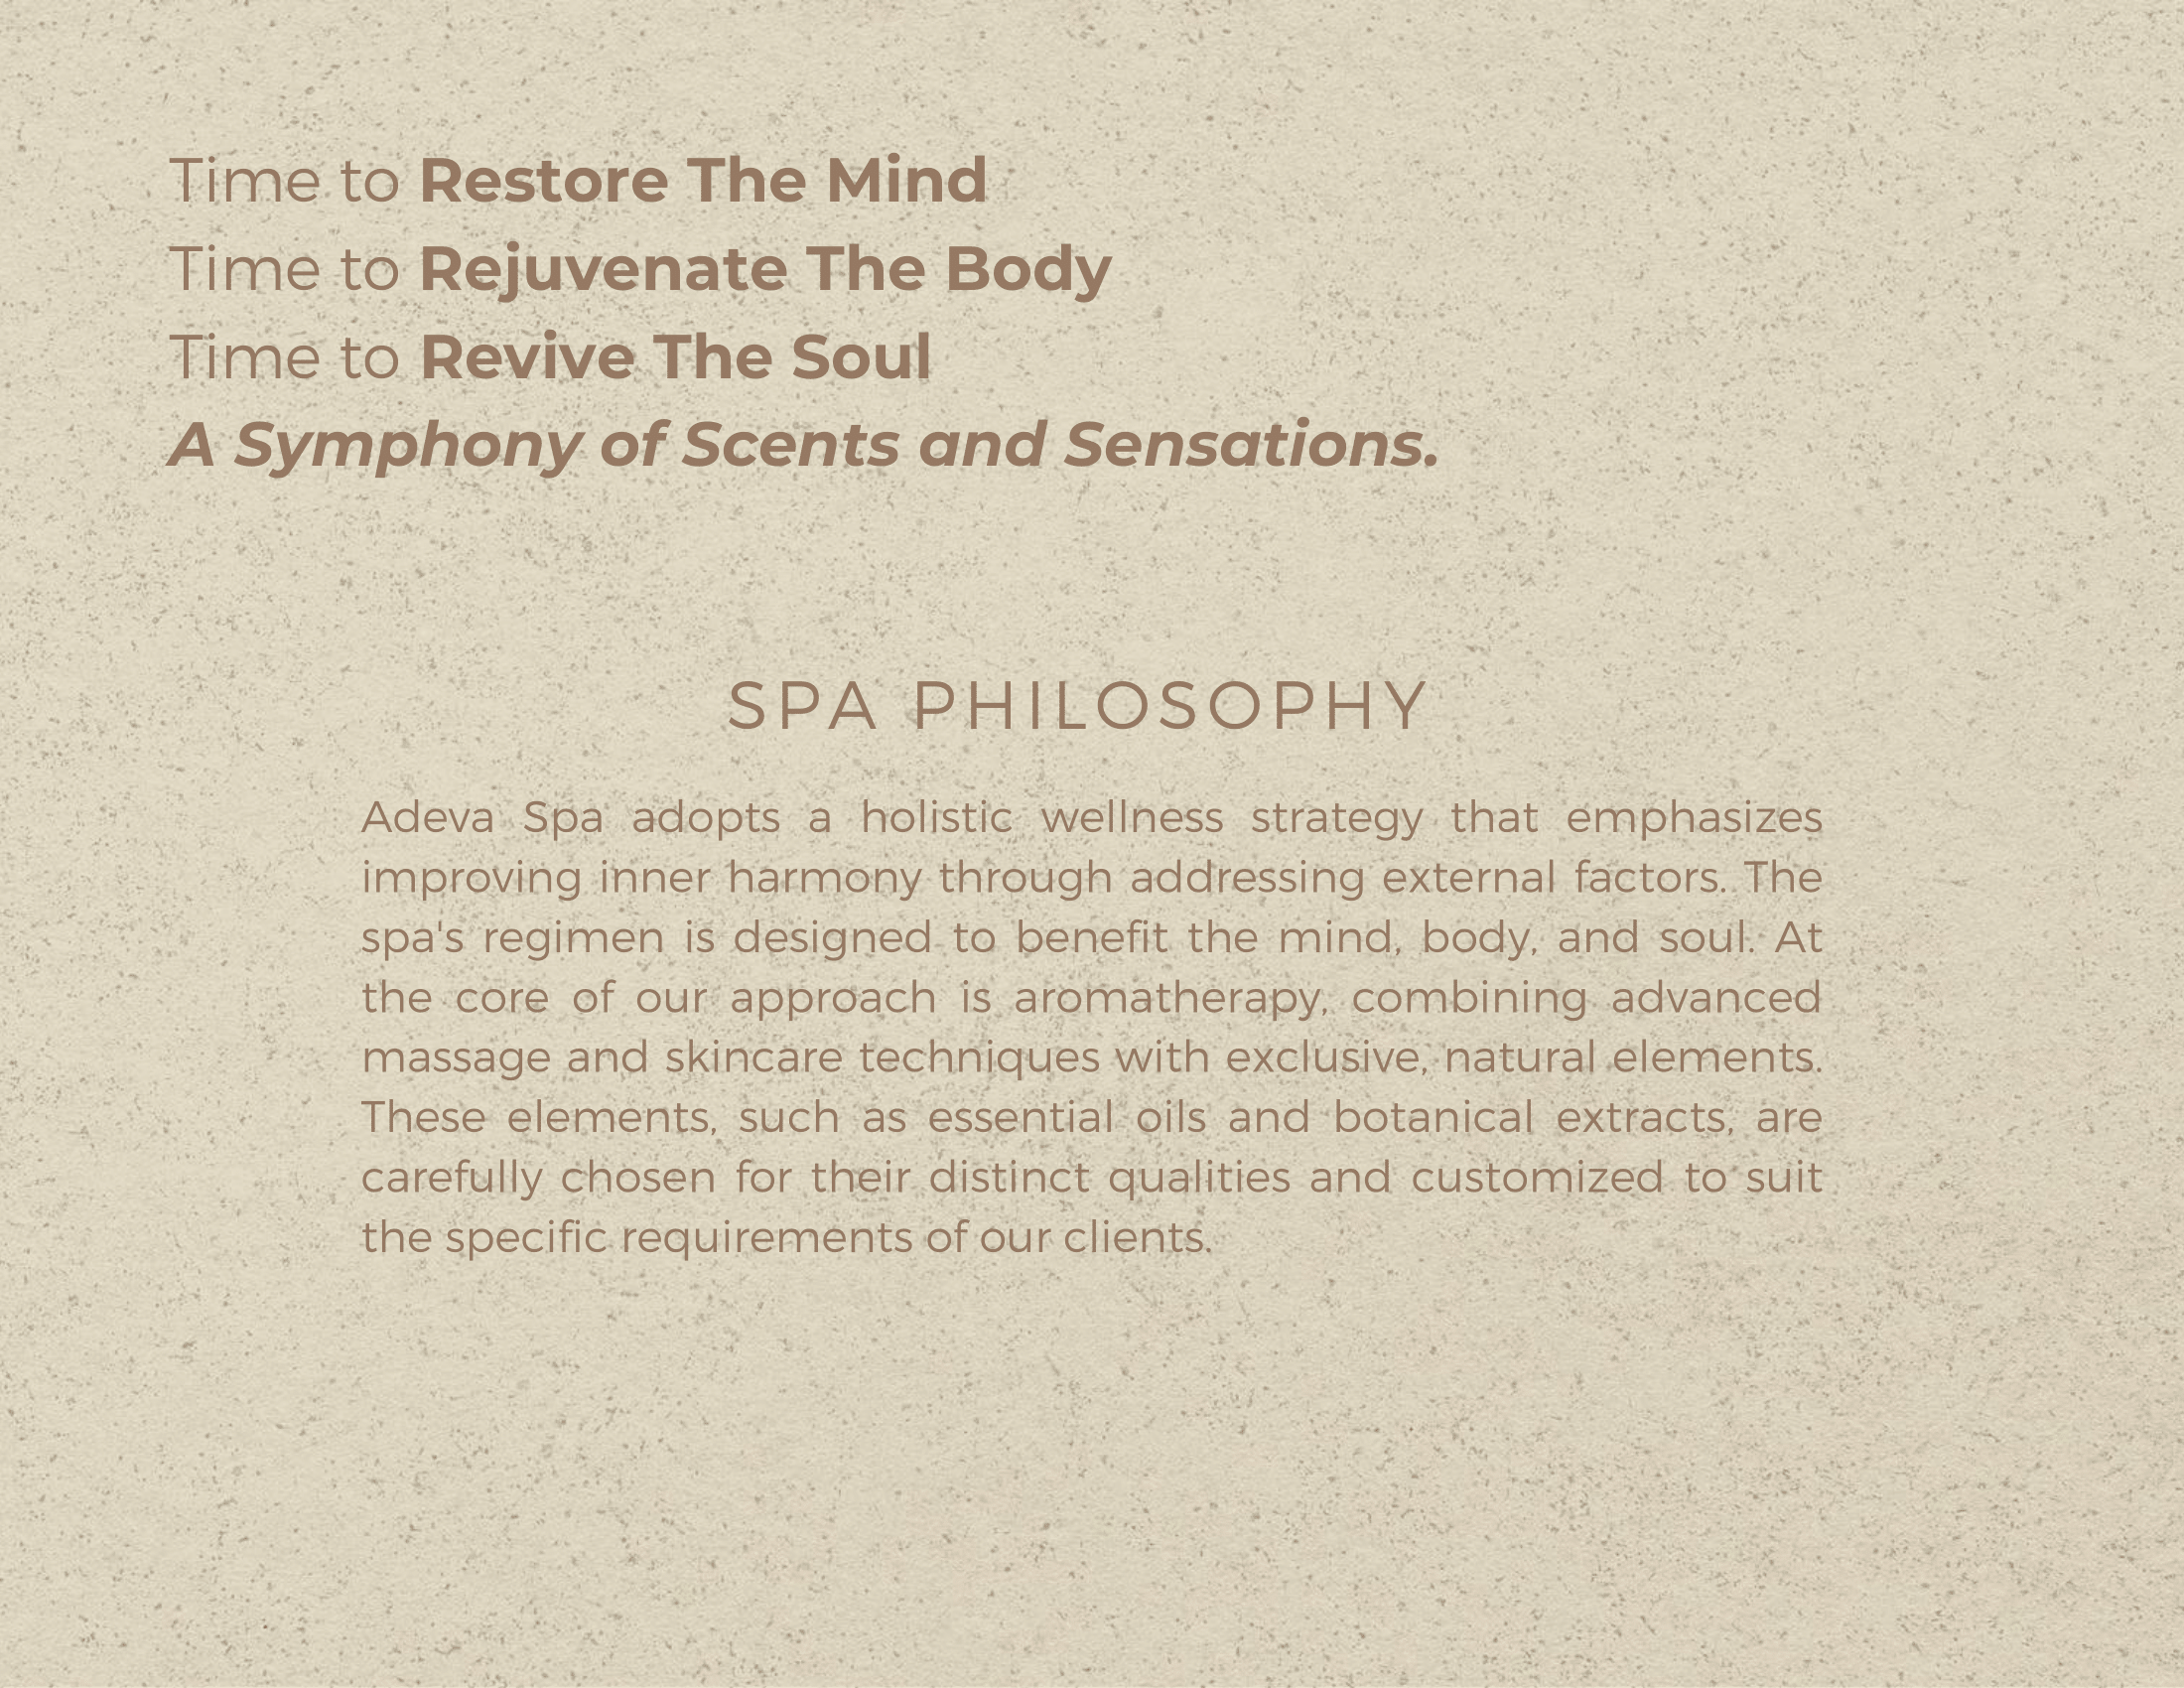 Time to Restore The Mind
Time to Rejuvenate The Body
Time to Revive The Soul
A Symphony of Scents and Sensations.
SPA PHILOSOPHY
Adeva Spa adopts a holistic wellness strategy that emphasizes
improving inner harmony through addressing external factors. The
spa's regimen is designed to benefit the mind, body, and soul. At
the core of our approach is aromatherapy, combining advanced
massage and skincare techniques with exclusive, natural elements.
These elements, such as essential oils and botanical extracts, are
carefully chosen for their distinct qualities and customized to suit
the specific requirements of our clients.